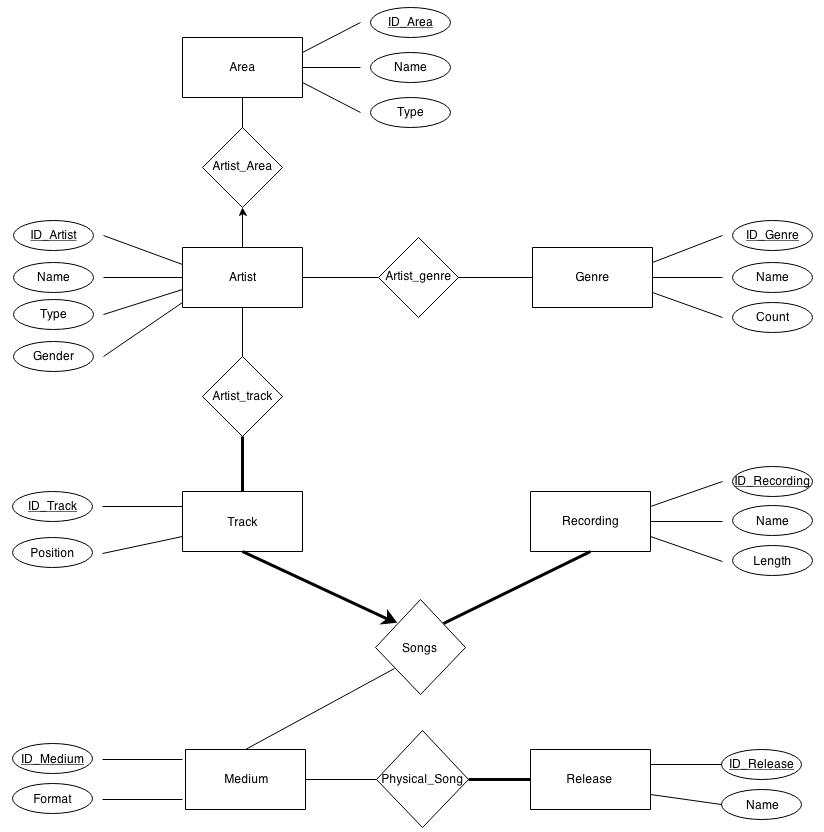 ID_Area
Area
Name
Type
Artist_Area
ID_Artist
Name
Type
Gender
Artist
Artist_genre
Genre
ID_Genre
Name
Count
Artist_track
ID_Track
Position
Track
Recording
ID_Recording
Name
Length
Songs
ID_Medium
Format
Medium
Physical_Song
Release
ID_Release
Name